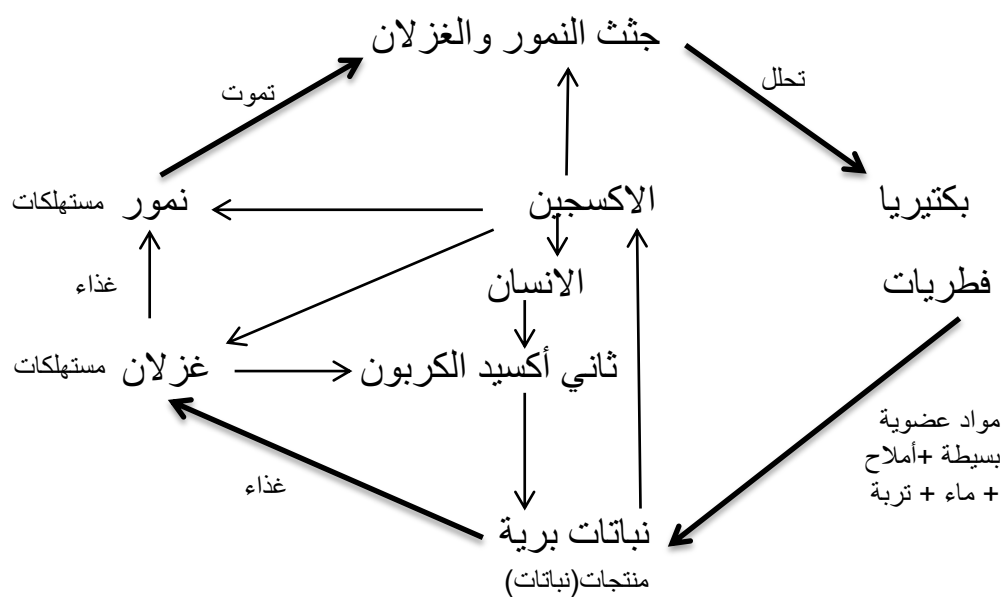 جثث النمور والغزلان
تموت
تحلل
بكتيريا
الاكسجين
نمور
مستهلكات
فطريات
الانسان
غذاء
ثاني أكسيد الكربون
غزلان
مستهلكات
مواد عضوية
بسيطة +أملاح
+ ماء + تربة
غذاء
نباتات برية
منتجات(نباتات)